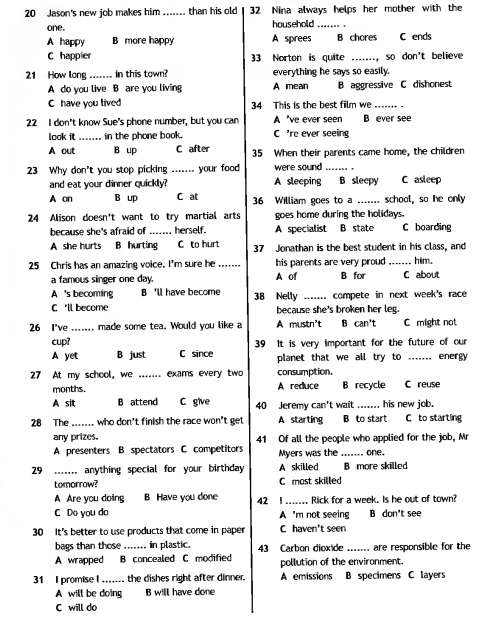 20 Jason's new job makes him ....... than his old
one.
A happy B more happy
C happier
21 How long ....... in this town?
A do you live B are you living
C have you lived
22 I don't know Sue's phone number, but you can
look it ....... in the phone book.
A out B up C after
23 Why don't you stop picking ....... your food
and eat your dinner quickly?
A on B up C at
24 Alison doesn't want to try martial arts
because she's afraid of ....... herself.
A she hurts B hurting C to hurt
25 Chris has an amazing voice. I'm sure he .......
a famous singer one day.
A 's becoming B 'll have become
C 'll become
26 I've ....... made some tea. Would you like a
cup?
A yet B just C since
27 At my school, we ....... exams every two
months.
A sit B attend C give
28 The ....... who don't finish the race won't get
any prizes.
A presenters B spectators C competitors
29 ....... anything special for your birthday
tomorrow?
A Are you doing B Have you done
C Do you do
30 It's better to use products that come in paper
bags than those ....... in plastic.
A wrapped B concealed C modified
31 I promise I ....... the dishes right after dinner.
A will be doing B will have done
C will do
32 Nina always helps her mother with the
household ....... .
A sprees B chores C ends
33 Norton is quite ......., so don't believe
everything he says so easily.
A mean B aggressive C dishonest
34 This is the best film we ....... .
A 've ever seen B ever see
C 're ever seeing
35 When their parents came home, the children
were sound ....... .
A sleeping B sleepy C asleep
36 William goes to a ....... school, so he only
goes home during the holidays.
A specialist B state C boarding
37 Jonathan is the best student in his class, and
his parents are very proud ....... him.
A of B for C about
38 Nelly ....... compete in next week's race
because she's broken her leg.
A mustn't B can't C might not
39 It is very important for the future of our
planet that we all try to ....... energy
consumption.
A reduce B recycle C reuse
40 Jeremy can't wait ....... his new job.
A starting B to start C to starting
41 Of all the people who applied for the job, Mr
Myers was the ....... one.
A skilled B more skilled
C most skilled
42 I ....... Rick for a week. Is he out of town?
A 'm not seeing B don't see
C haven't seen
43 Carbon dioxide ....... are responsible for the
pollution of the environment.
A emissions B specimens C layers